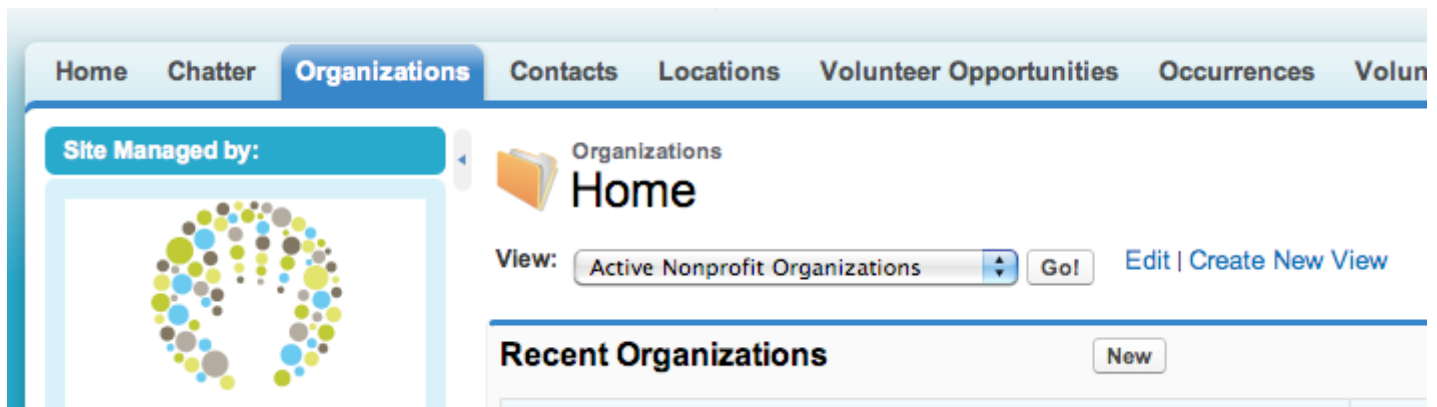 Home Chatter Organizations Contacts Locations Volunteer Opportunities Occurrences Volun
Site Managed by:
Organizations
Home
View: Active Nonprofit Organizations Go! Edit | Create New View
Recent Organizations New